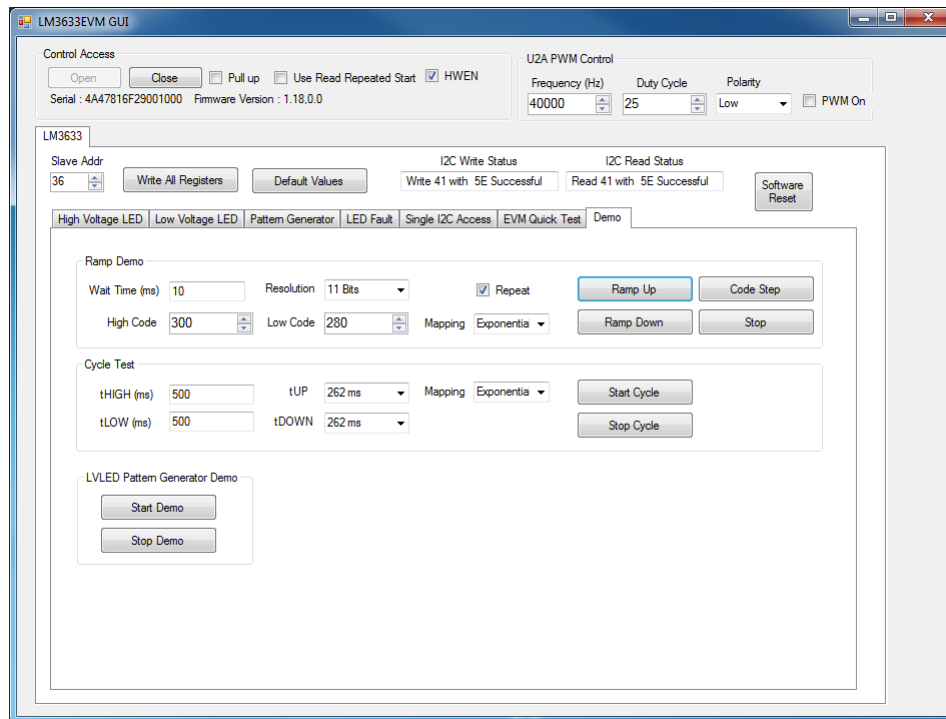 LM3633EVM GUI
Control Access
Open Close Pull up Use Read Repeated Start HWEN
Serial : 4A47816F29001000 Firmware Version : 1.18,0.0
U2A PWM Control
Frequency (Hz) Duty Cycle Polarity
40000 25 Low PWM On
LM3633
Slave Addr I2C Write Status I2C Read Status
36 Write All Registers Default Values Write 41 with 5E Successful Read 41 with 5E Successful Software
Reset
High Voltage LED Low Voltage LED Pattern Generator LED Fault Single I2C Access EVM Quick Test Demo
Ramp Demo
Wait Time (ms) 10 Resolution 11 Bits Repeat Ramp Up Code Step
High Code 300 Low Code 280 Mapping Exponentia Ramp Down Stop
Cycle Test
tHIGH (ms) 500 tUP 262 ms Mapping Exponentia Start Cycle
tLOW (ms) 500 tDOWN 262 ms Stop Cycle
LVLED Pattern Generator Demo
Start Demo
Stop Demo